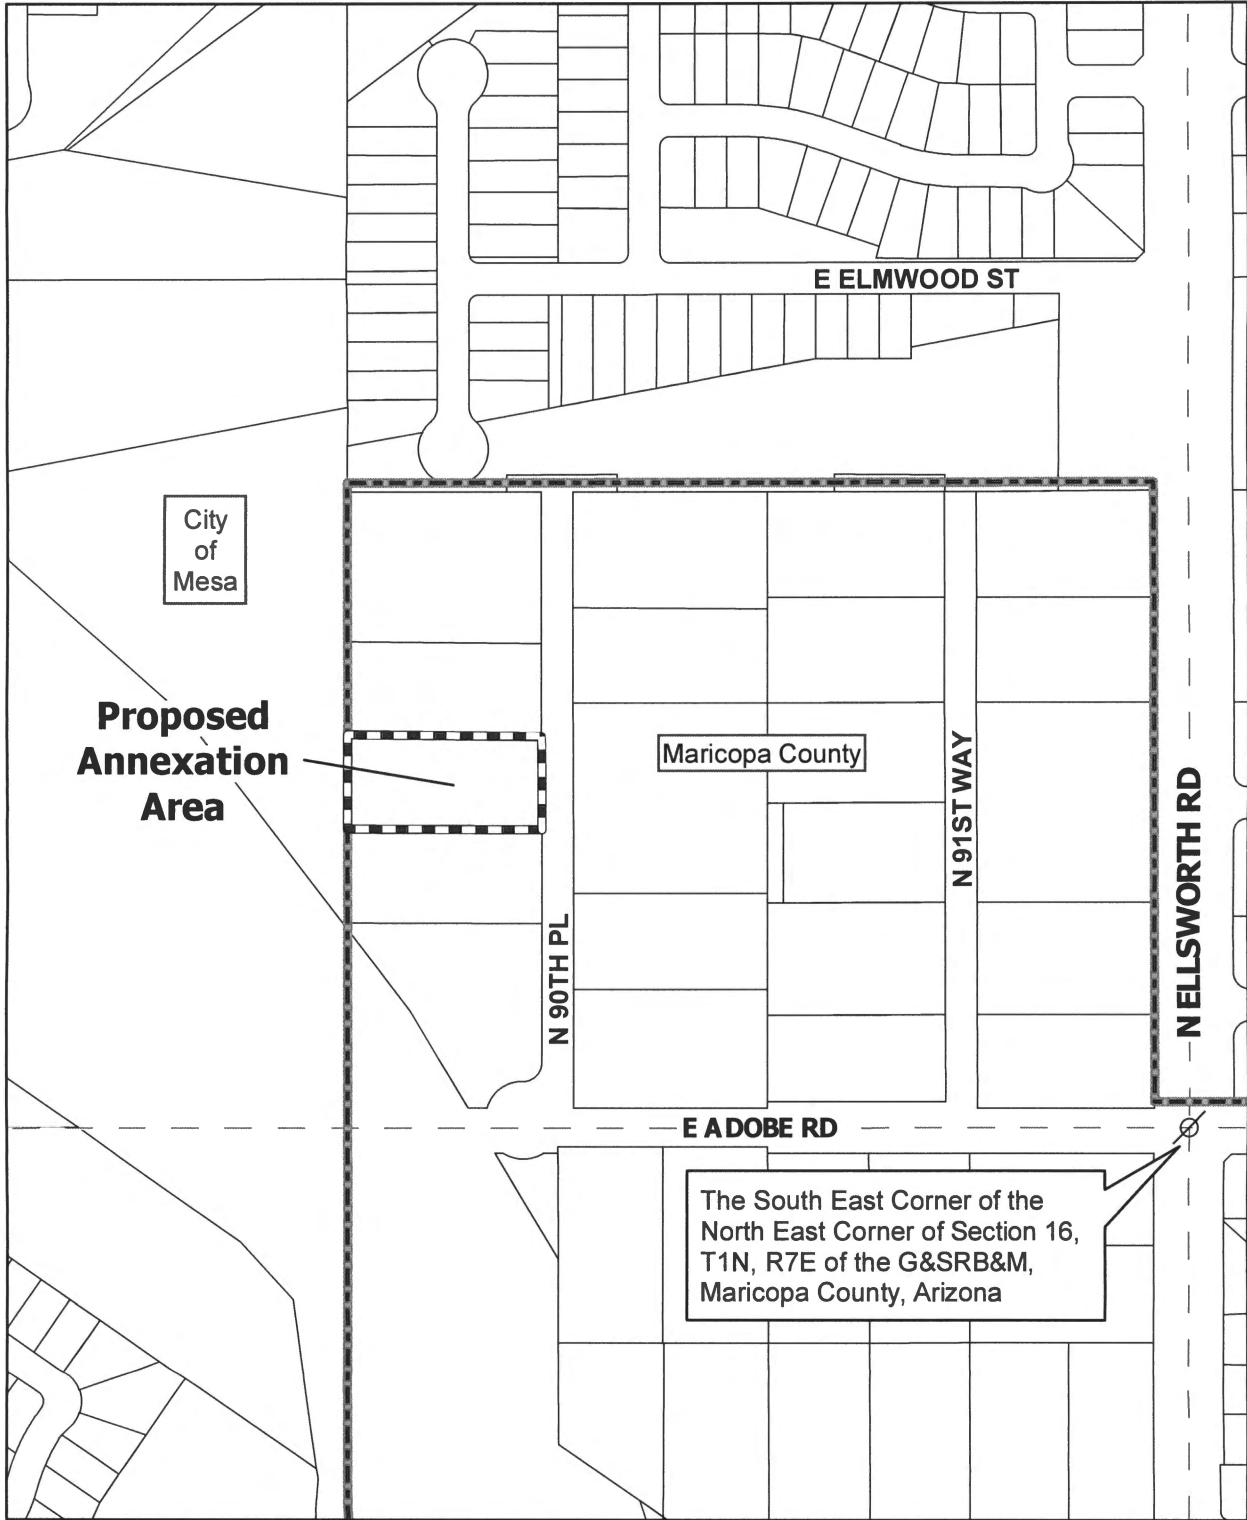 E ELMWOOD ST
City
of
Mesa
Proposed
Annexation
Area
Maricopa County
N 91ST WAY
N ELLSWORTH RD
N 90TH PL
E ADOBE RD
The South East Corner of the
North East Corner of Section 16,
T1N, R7E of the G&SRB&M,
Maricopa County, Arizona